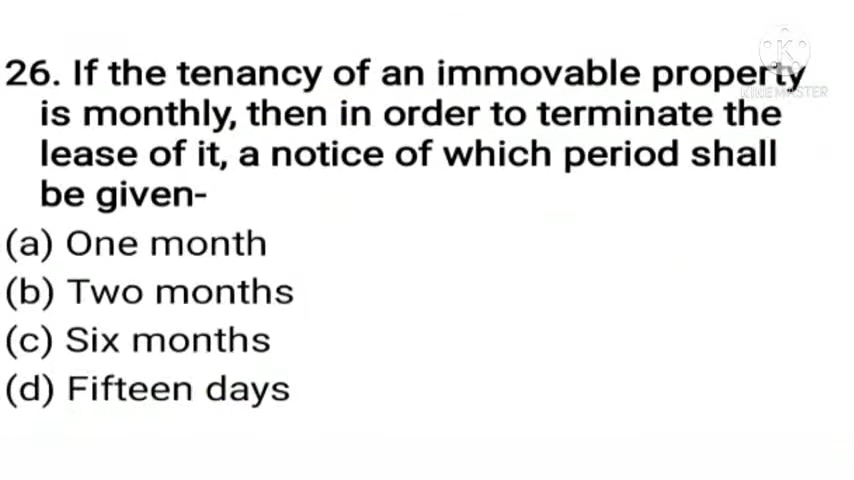 26. If the tenancy of an immovable property
is monthly, then in order to terminate the
lease of it, a notice of which period shall
be given-
(a) One month
(b) Two months
(c) Six months
(d) Fifteen days
K
KINEMASTER